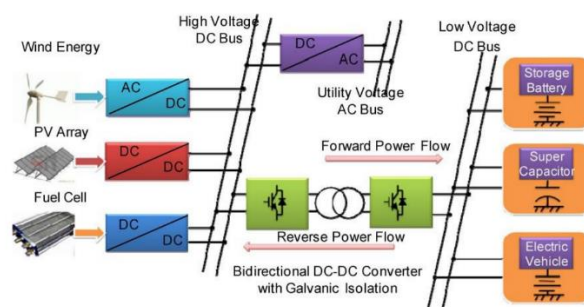 Wind Energy
AC
DC
PV Array
DC
DC
Fuel Cell
DC
DC
High Voltage
DC Bus
DC
AC
Utility Voltage
AC Bus
Low Voltage
DC Bus
Forward Power Flow
Reverse Power Flow
Bidirectional DC-DC Converter
with Galvanic Isolation
Storage
Battery
Super
Capacitor
Electric
Vehicle